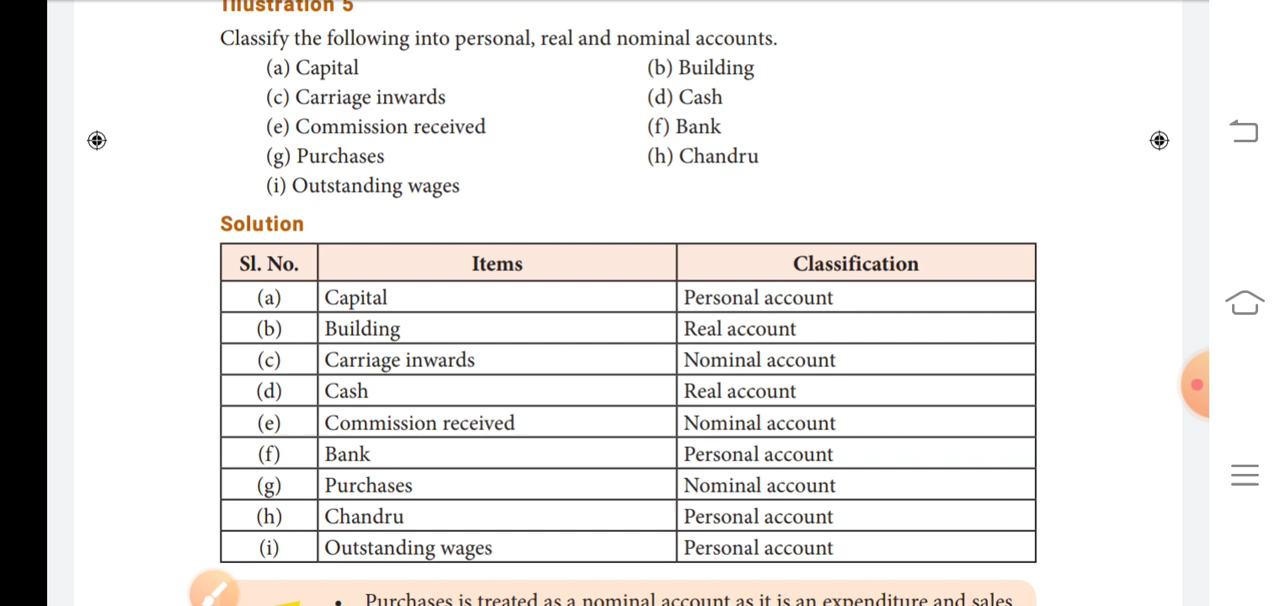 Illustration 5
Classify the following into personal, real and nominal accounts.
(a) Capital (b) Building
(c) Carriage inwards (d) Cash
(e) Commission received (f) Bank
(g) Purchases (h) Chandru
(i) Outstanding wages
Solution
Sl. No. Items Classification
(a) Capital Personal account
(b) Building Real account
(c) Carriage inwards Nominal account
(d) Cash Real account
(e) Commission received Nominal account
(f) Bank Personal account
(g) Purchases Nominal account
(h) Chandru Personal account
(i) Outstanding wages Personal account
• Purchases is treated as a nominal account as it is an expenditure and sales